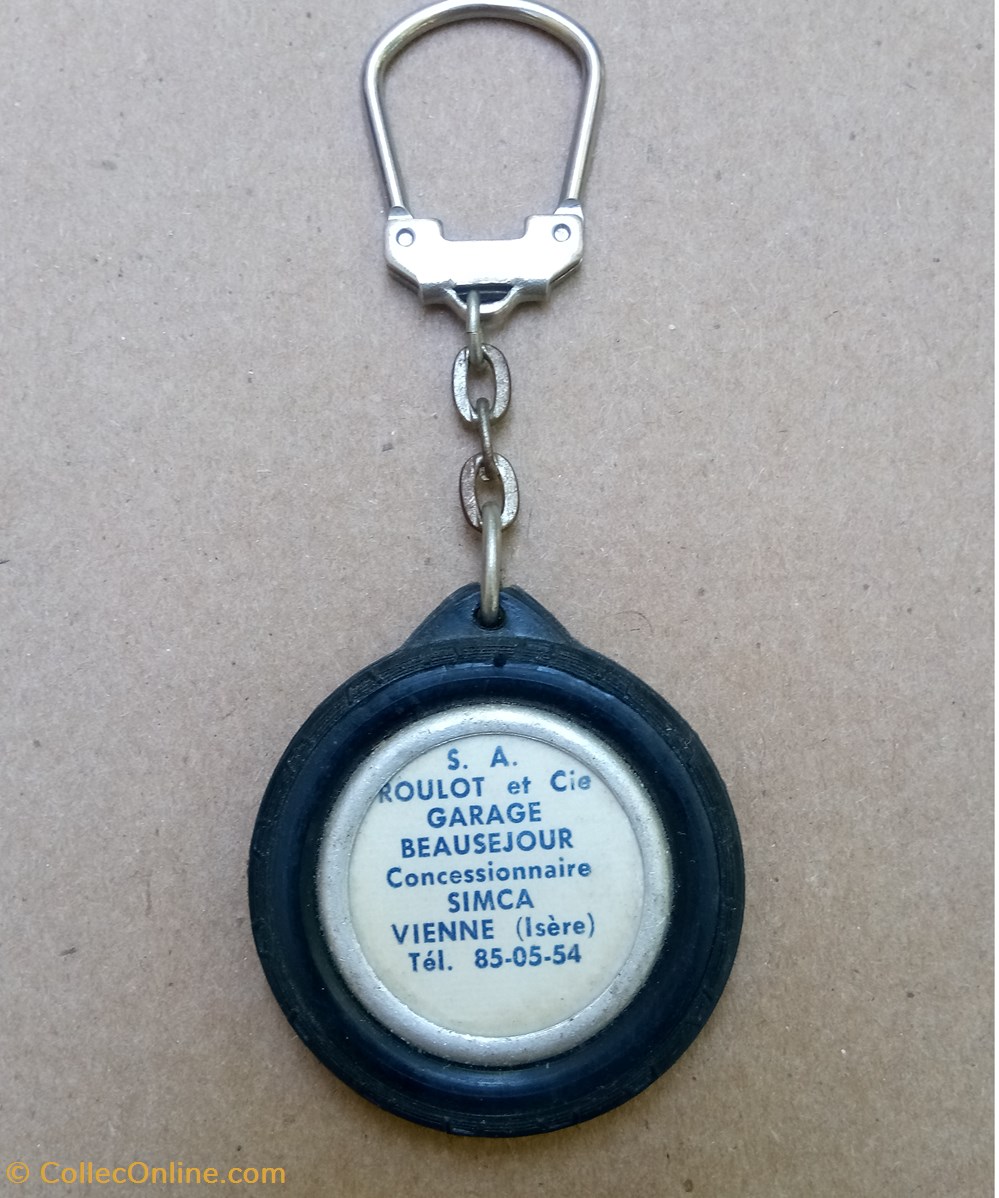 S. A.
ROULOT et Cie
GARAGE
BEAUSEJOUR
Concessionnaire
SIMCA
VIENNE (Isère)
Tél. 85-05-54
© CollecOnline.com